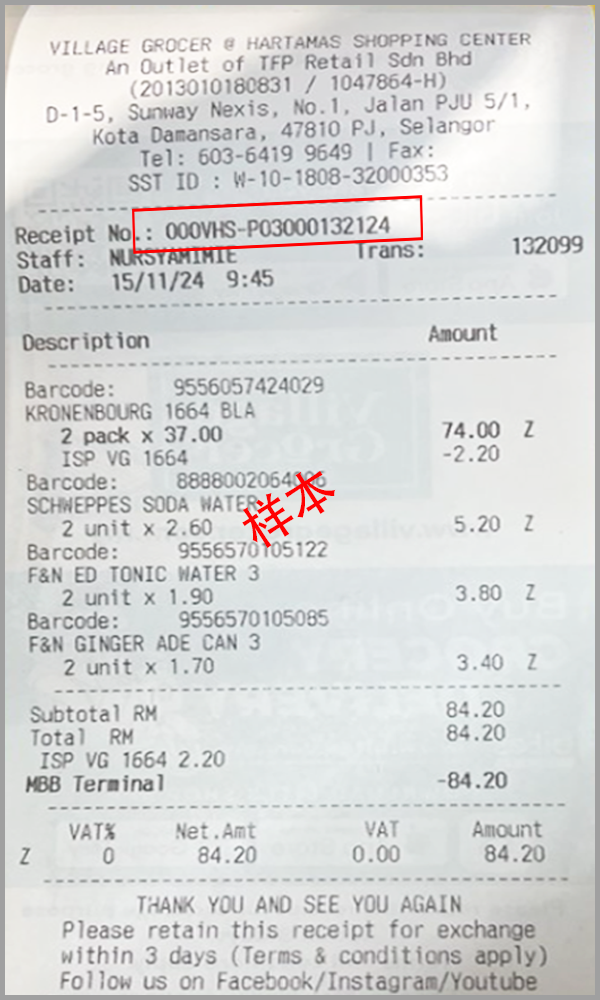 VILLAGE GROCER @ HARTAMAS SHOPPING CENTER
An Outlet of TFP Retail Sdn Bhd
(2013010180831 / 1047864-H)
D-1-5, Sunway Nexis, No.1, Jalan PJU 5/1,
Kota Damansara, 47810 PJ, Selangor
Tel: 603-6419 9649 | Fax:
SST ID : W-10-1808-32000353
Receipt No.: 000VHS-P03000132124
Staff: NURSYAMIMIE Trans: 132099
Date: 15/11/24 9:45
Description Amount
Barcode: 9556057424029
KRONENBOURG 1664 BLA
2 pack x 37.00 74.00 Z
ISP VG 1664 -2.20
Barcode:
SCHWEPPES SODA WATER
2 unit x 2.60 5.20 Z
样本
Barcode: 9556570105122
F&N ED TONIC WATER 3
2 unit x 1.90 3.80 Z
Barcode: 9556570105085
F&N GINGER ADE CAN 3
2 unit x 1.70 3.40 Z
Subtotal RM 84.20
Total RM 84.20
ISP VG 1664 2.20
MBB Terminal -84.20
VAT% Net.Amt VAT Amount
Z 0 84.20 0.00 84.20
THANK YOU AND SEE YOU AGAIN
Please retain this receipt for exchange
within 3 days (Terms & conditions apply)
Follow us on Facebook/Instagram/Youtube